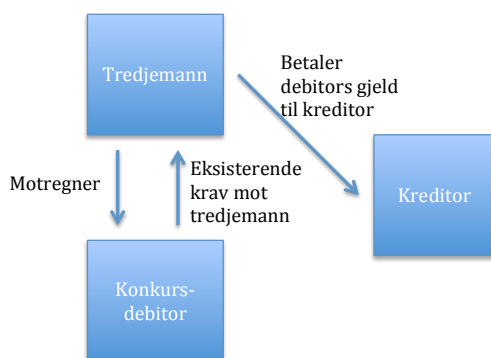 Tredjemann
Betaler
debitors gjeld
til kreditor
Motregner
Eksisterende
krav mot
tredjemann
Kreditor
Konkurs-
debitor